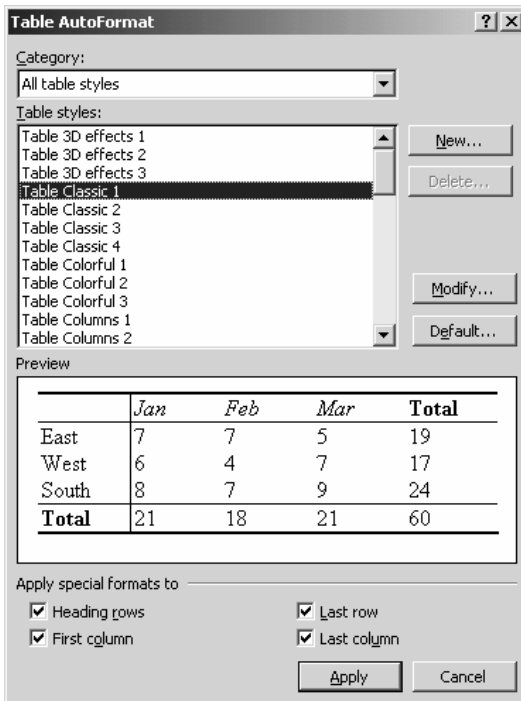 Table AutoFormat
Category:
All table styles
Table styles:
Table 3D effects 1
Table 3D effects 2
Table 3D effects 3
Table Classic 1
Table Classic 2
Table Classic 3
Table Classic 4
Table Colorful 1
Table Colorful 2
Table Colorful 3
Table Columns 1
Table Columns 2
New...
Delete...
Modify...
Default...
Preview
Jan Feb Mar Total
East 7 7 5 19
West 6 4 7 17
South 8 7 9 24
Total 21 18 21 60
Apply special formats to
Heading rows Last row
First column Last column
Apply Cancel